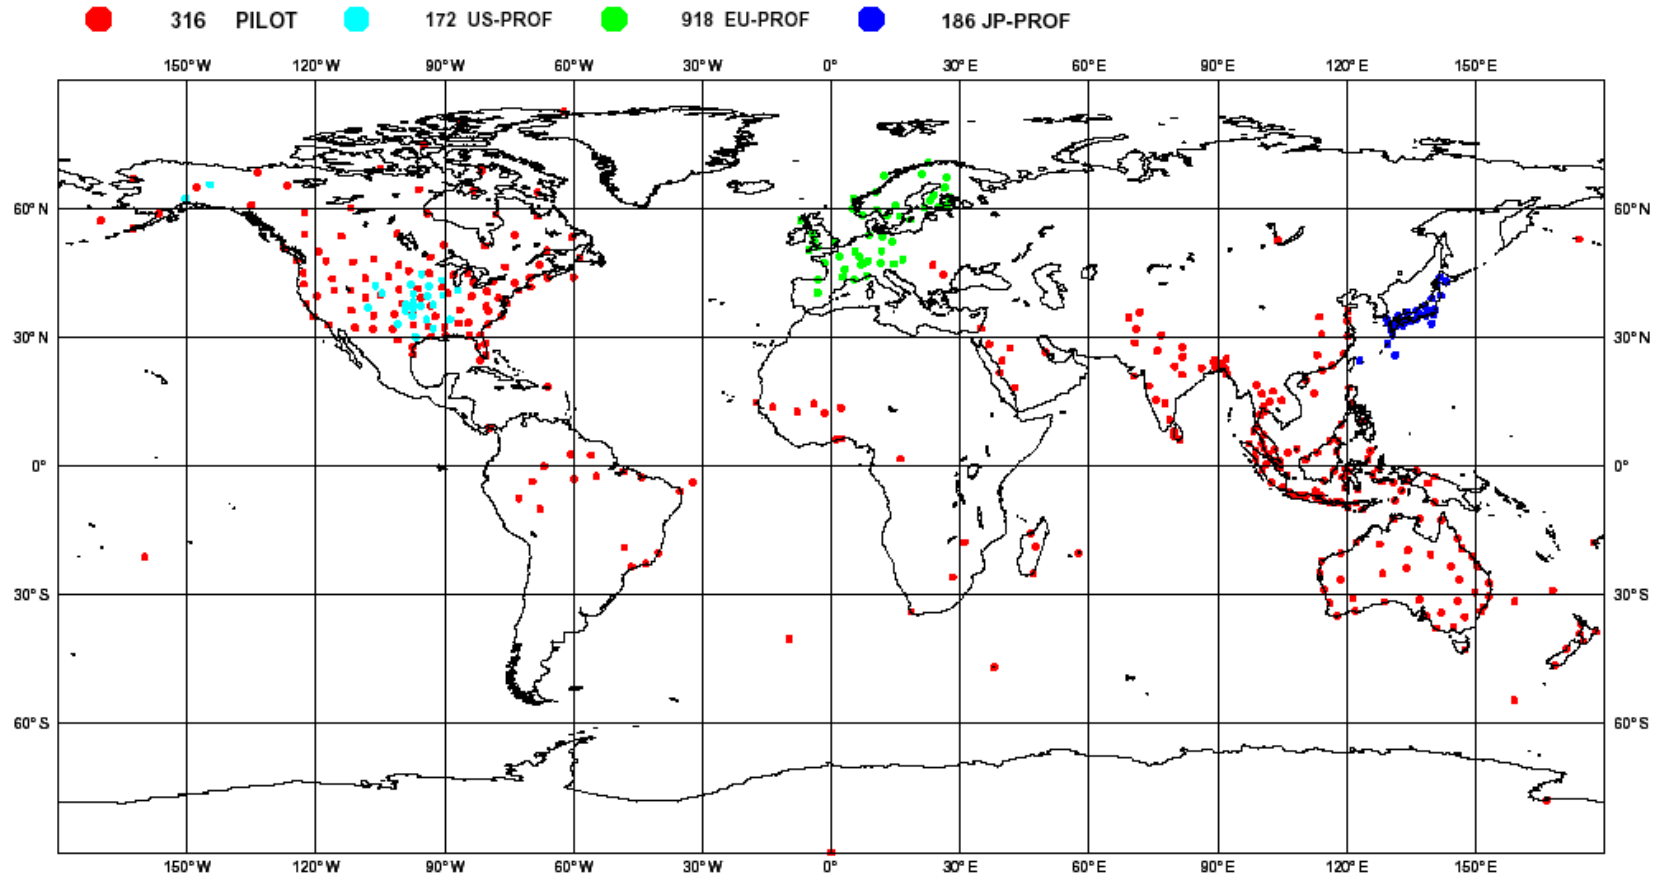 316 PILOT 172 US-PROF 918 EU-PROF 186 JP-PROF
150°W 120°W 90°W 60°W 30°W 0° 30°E 60°E 90°E 120°E 150°E
60°N 60°N
30°N 30°N
0° 0°
30°S 30°S
60°S 60°S
150°W 120°W 90°W 60°W 30°W 0° 30°E 60°E 90°E 120°E 150°E